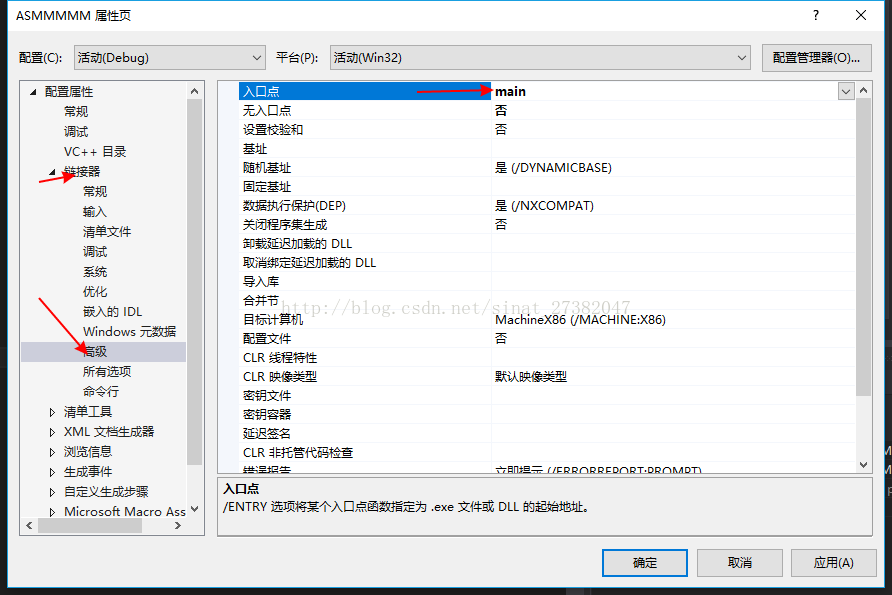 ASMMMMM 属性页
配置(C): 活动(Debug) 平台(P): 活动(Win32) 配置管理器(O)...
配置属性
常规
调试
VC++ 目录
链接器
常规
输入
清单文件
调试
系统
优化
嵌入的 IDL
Windows 元数据
高级
所有选项
命令行
清单工具
XML 文档生成器
浏览信息
生成事件
自定义生成步骤
Microsoft Macro Ass
入口点 main
无入口点 否
设置校验和 否
基址
随机基址 是 (/DYNAMICBASE)
固定基址
数据执行保护(DEP) 是 (/NXCOMPAT)
关闭程序集生成 否
卸载延迟加载的 DLL
取消绑定延迟加载的 DLL
导入库
合并节
http://blog.csdn.net/sinat_27382047
目标计算机 MachineX86 (/MACHINE:X86)
配置文件 否
CLR 线程特性
CLR 映像类型 默认映像类型
密钥文件
密钥容器
延迟签名
CLR 非托管代码检查
错误报告 立即提示 (/ERRORREPORT:PROMPT)
入口点
/ENTRY 选项将某个入口点函数指定为 .exe 文件或 DLL 的起始地址。
确定 取消 应用(A)